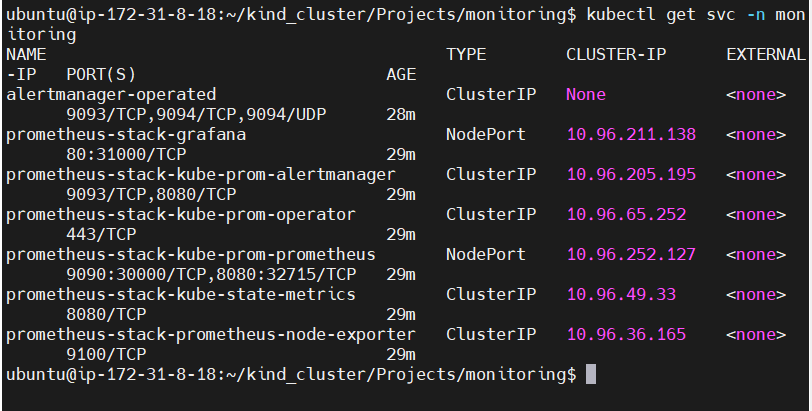 ubuntu@ip-172-31-8-18:~/kind_cluster/Projects/monitoring$ kubectl get svc -n mon
itoring
NAME                                        TYPE        CLUSTER-IP      EXTERNAL
-IP   PORT(S)                         AGE
alertmanager-operated                       ClusterIP   None            <none>
      9093/TCP,9094/TCP,9094/UDP      28m
prometheus-stack-grafana                    NodePort    10.96.211.138   <none>
      80:31000/TCP                    29m
prometheus-stack-kube-prom-alertmanager     ClusterIP   10.96.205.195   <none>
      9093/TCP,8080/TCP               29m
prometheus-stack-kube-prom-operator         ClusterIP   10.96.65.252    <none>
      443/TCP                         29m
prometheus-stack-kube-prom-prometheus       NodePort    10.96.252.127   <none>
      9090:30000/TCP,8080:32715/TCP   29m
prometheus-stack-kube-state-metrics         ClusterIP   10.96.49.33     <none>
      8080/TCP                        29m
prometheus-stack-prometheus-node-exporter   ClusterIP   10.96.36.165    <none>
      9100/TCP                        29m
ubuntu@ip-172-31-8-18:~/kind_cluster/Projects/monitoring$